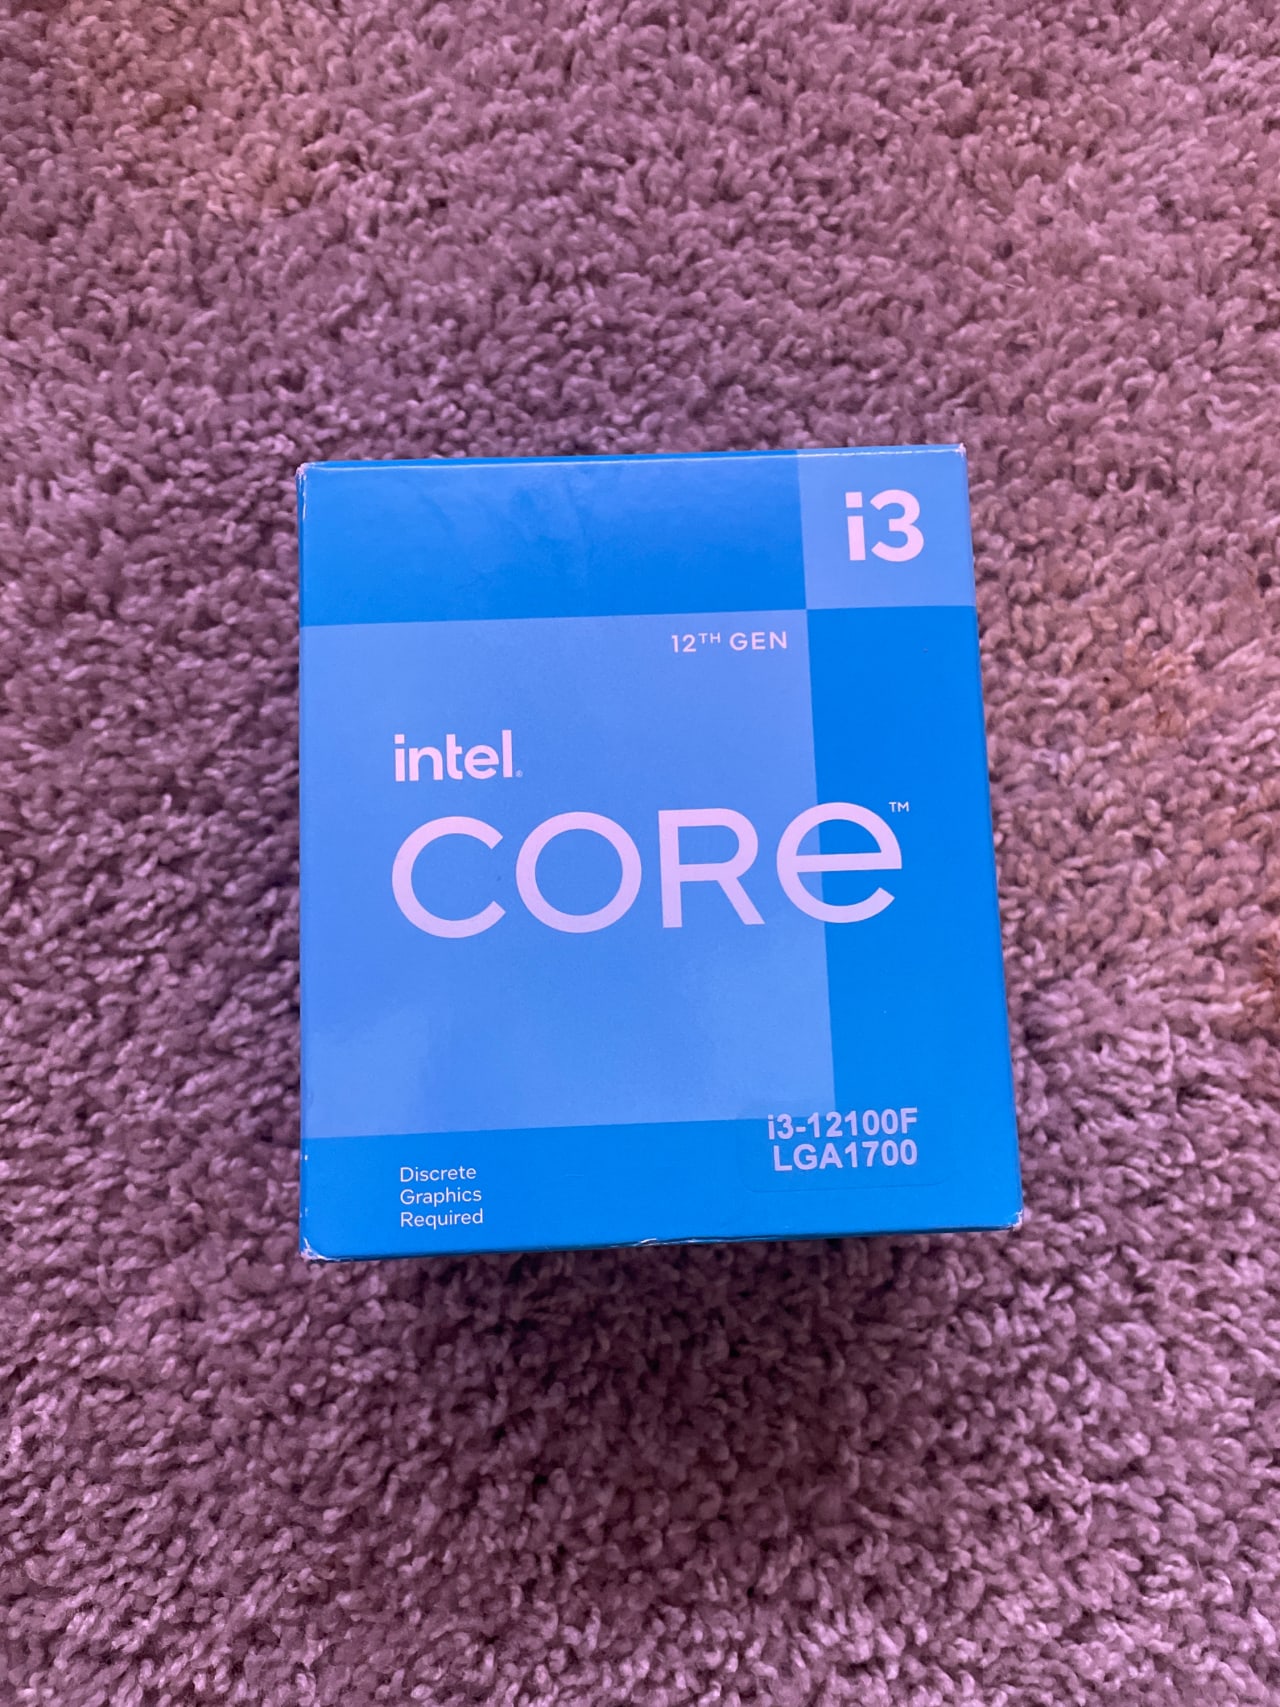 i3
12TH GEN
intel.
CORE™
i3-12100F
LGA1700
Discrete
Graphics
Required